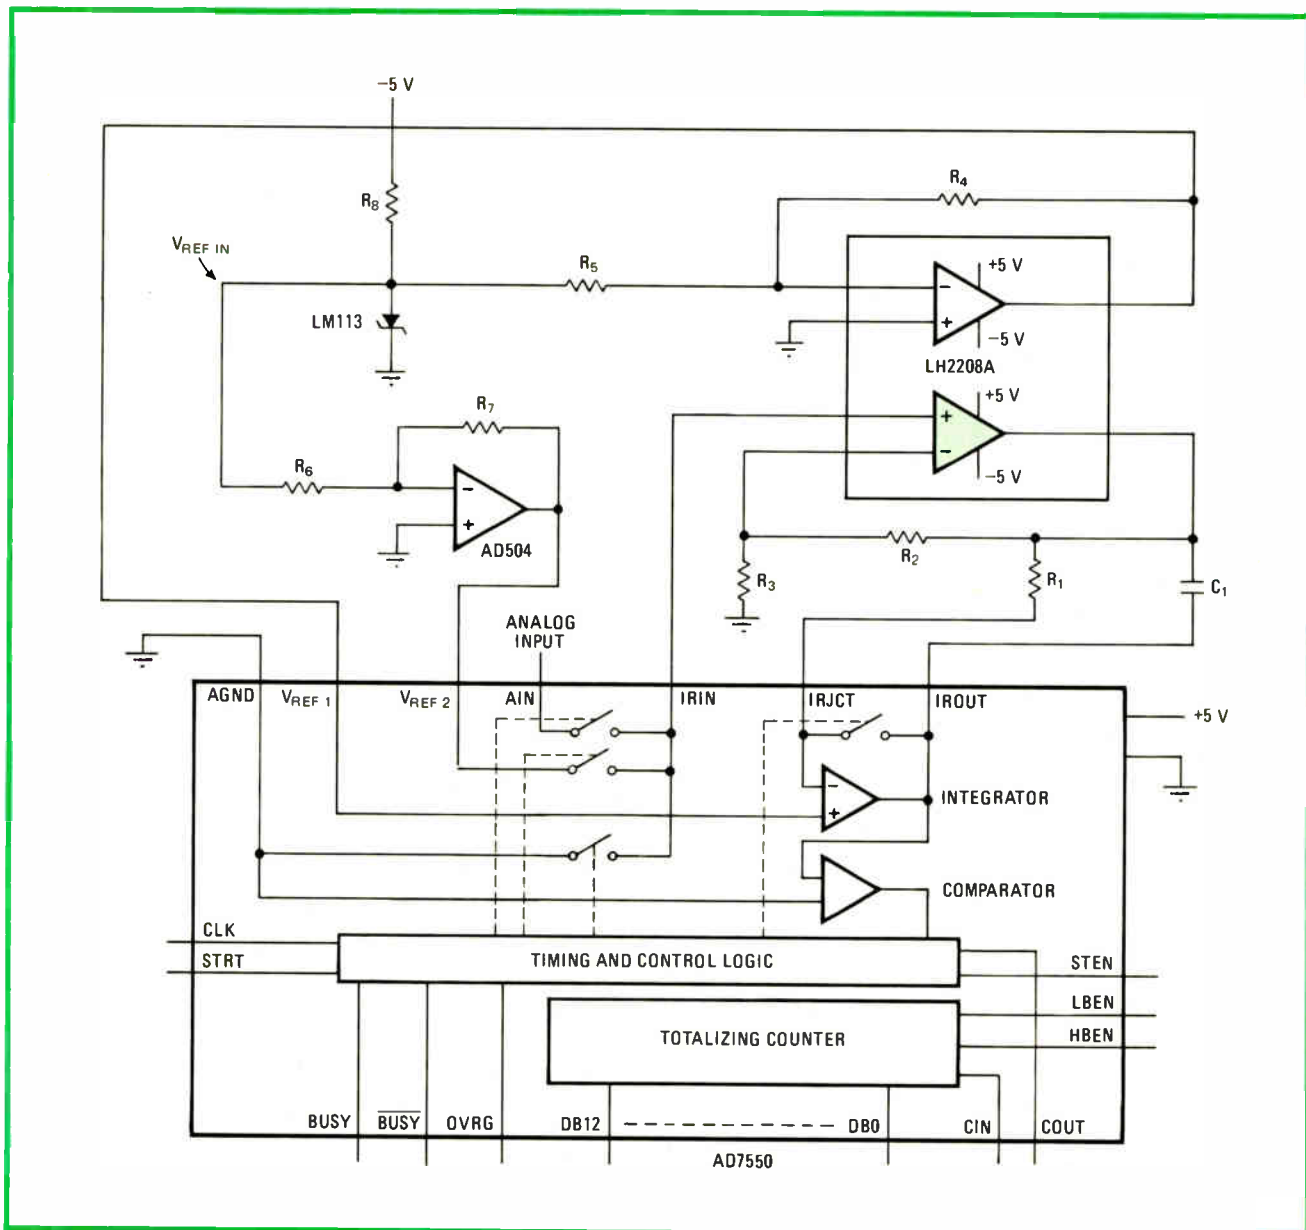 −5 V
R4
R8
VREF IN
R5
+5 V
−
LM113
+
−5 V
LH2208A
R7
+5 V
+
−
R6
−5 V
−
+
AD504
R2
R3
R1
C1
ANALOG
INPUT
AGND
VREF 1
VREF 2
AIN
IRIN
IRJCT
IROUT
+5 V
−
INTEGRATOR
+
COMPARATOR
CLK
TIMING AND CONTROL LOGIC
STRT
STEN
LBEN
TOTALIZING COUNTER
HBEN
BUSY
BUSY
OVRG
DB12
DB0
CIN
COUT
AD7550